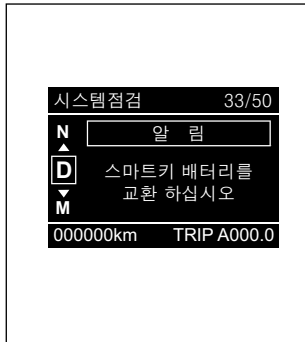 시스템점검 33/50
N
알 림
D
스마트키 배터리를
교환 하십시오
M
000000km TRIP A000.0